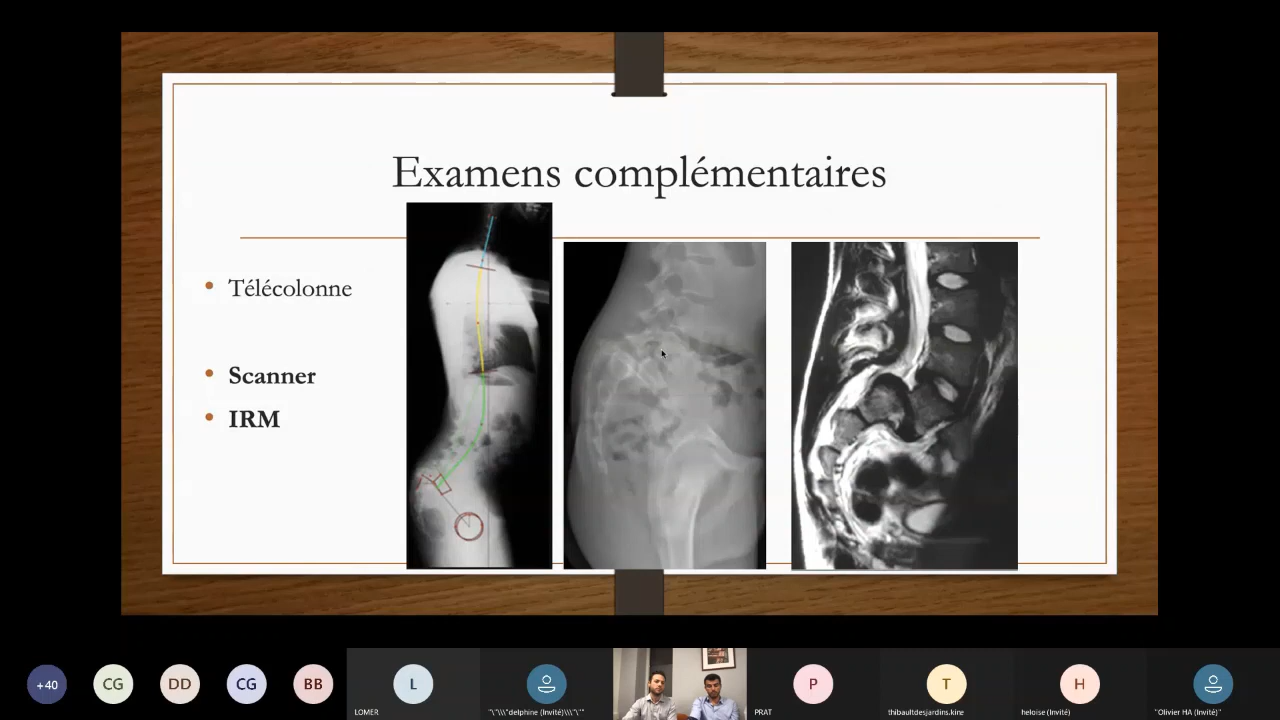 Examens complémentaires
Télécolonne
Scanner
IRM
+40
CG
DD
CG
BB
L
P
T
H
LOMER
"\"\\\"delphine (Invité)\\\"\""
PRAT
thibaultdesjardins.kine
heloise (Invité)
"Olivier HA (Invité)"